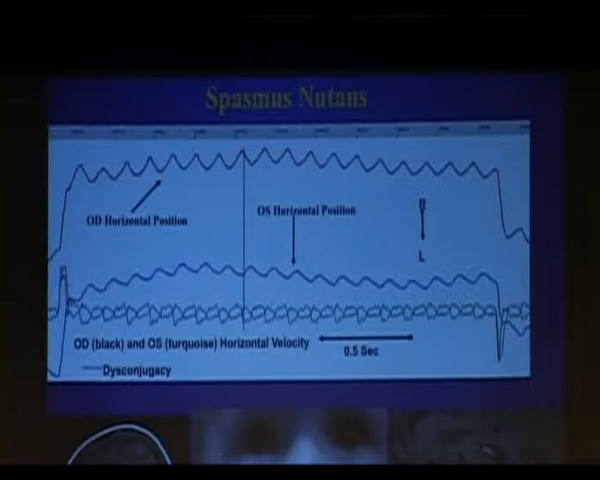 Spasmus Nutans
OD Horizontal Position
OS Horizontal Position
R
L
OD (black) and OS (turquoise) Horizontal Velocity
0.5 Sec
Dysconjugacy